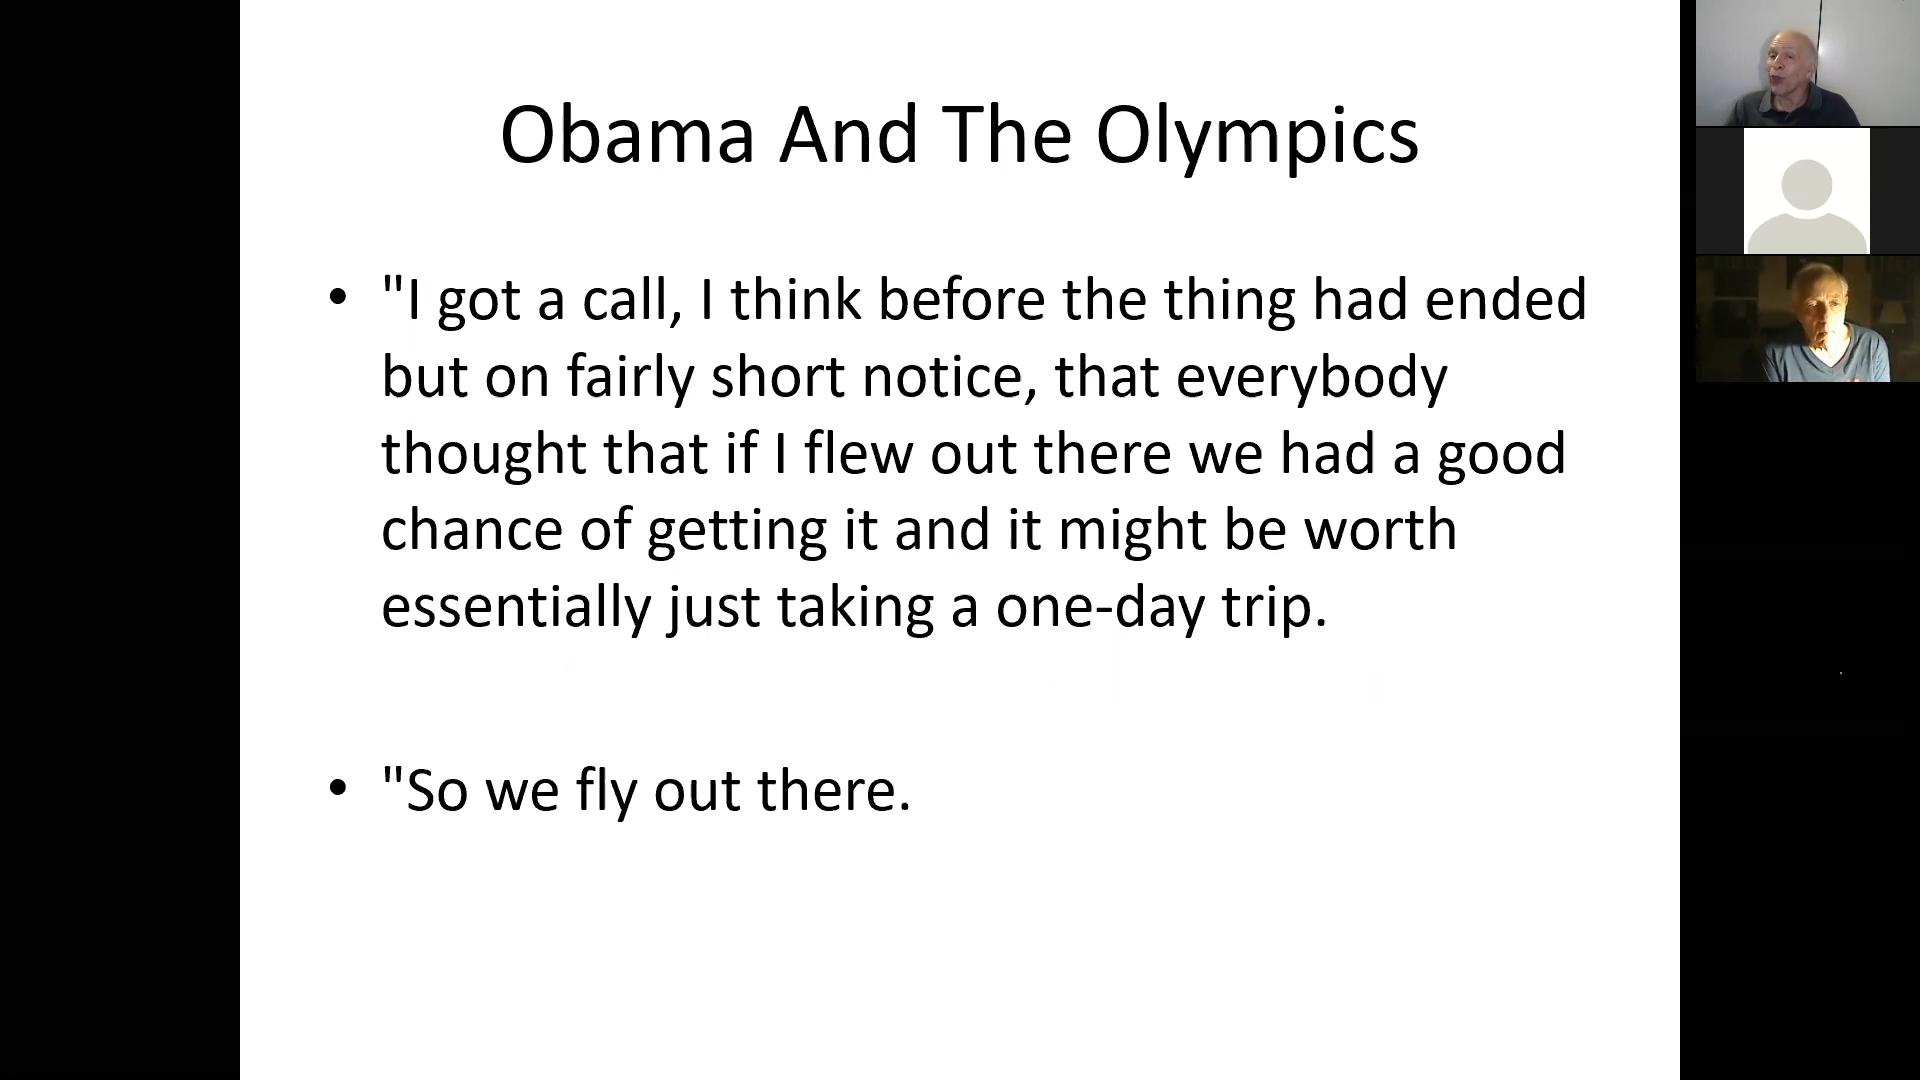 Obama And The Olympics
• "I got a call, I think before the thing had ended
but on fairly short notice, that everybody
thought that if I flew out there we had a good
chance of getting it and it might be worth
essentially just taking a one-day trip.
• "So we fly out there.